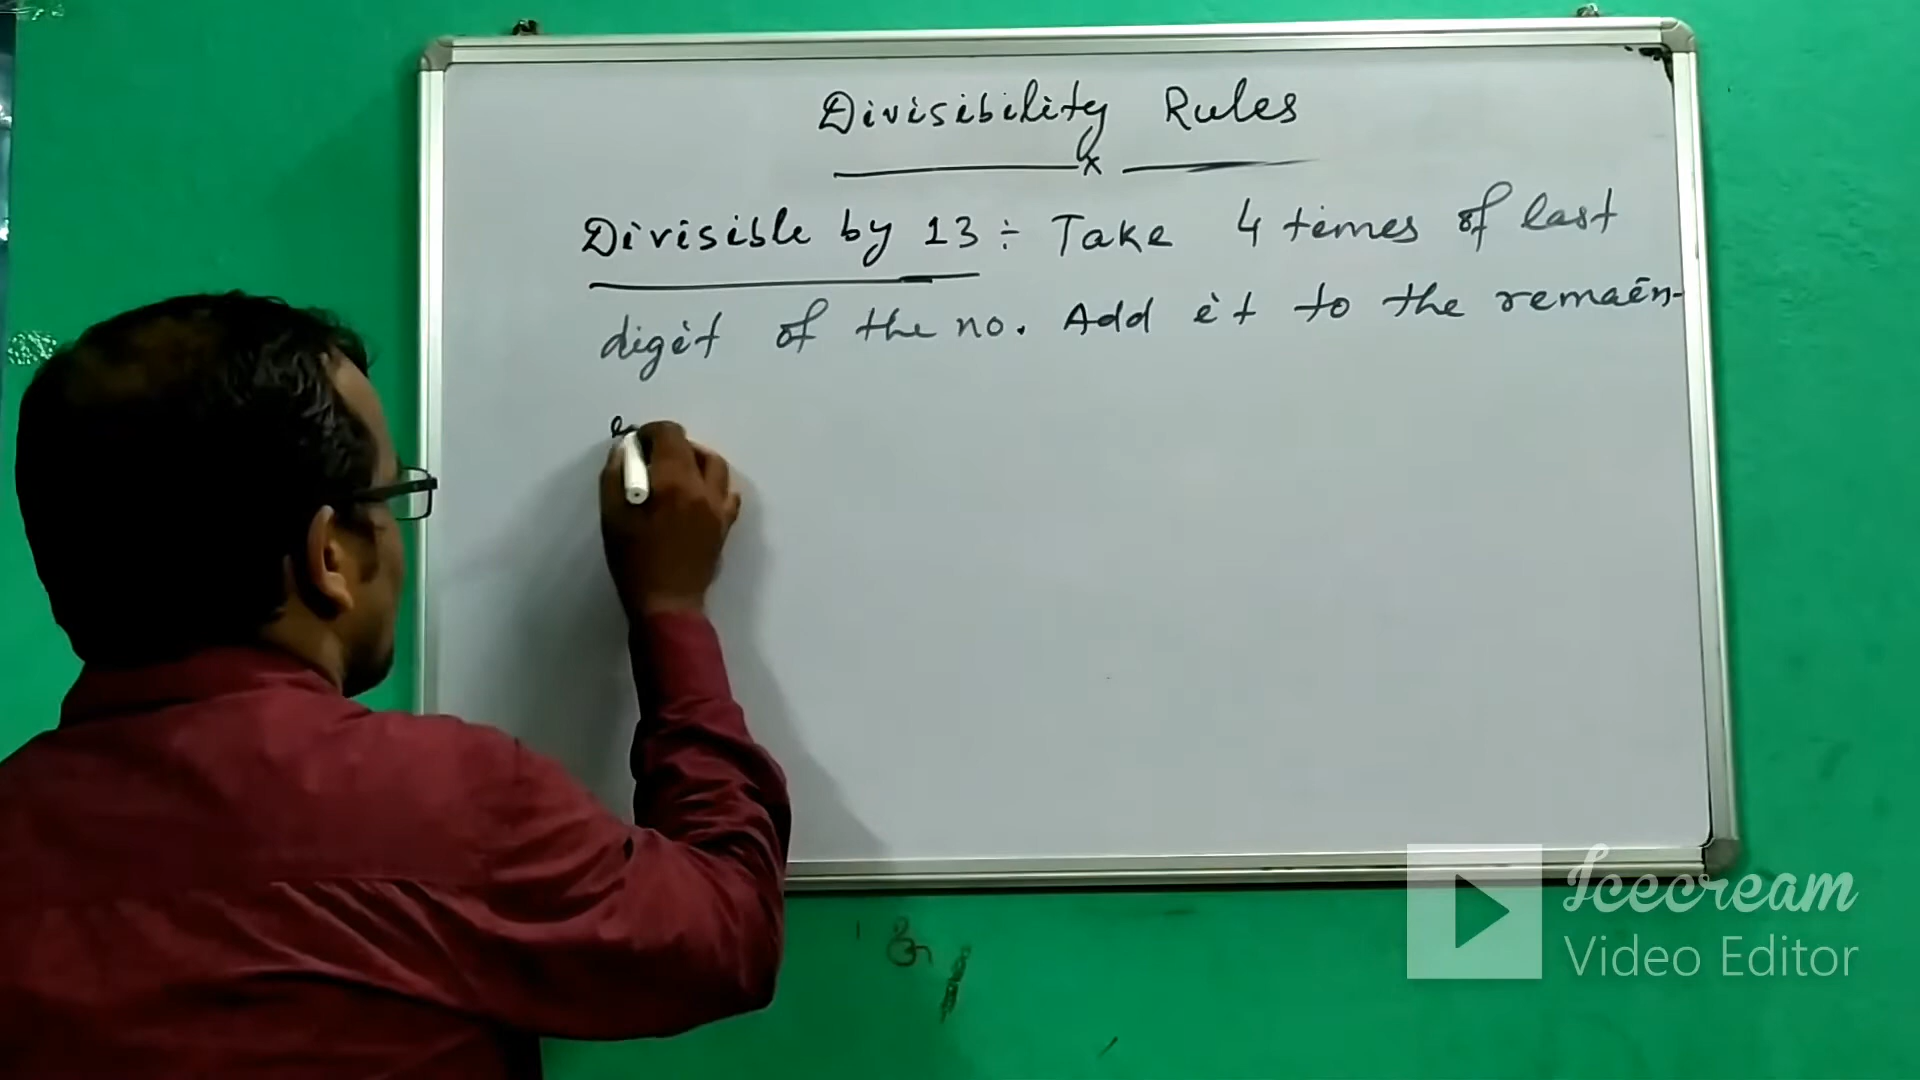 Divisibility Rules
x
Divisible by 13 ÷ Take 4 times of last
digit of the no. Add it to the remain-
Icecream
Video Editor